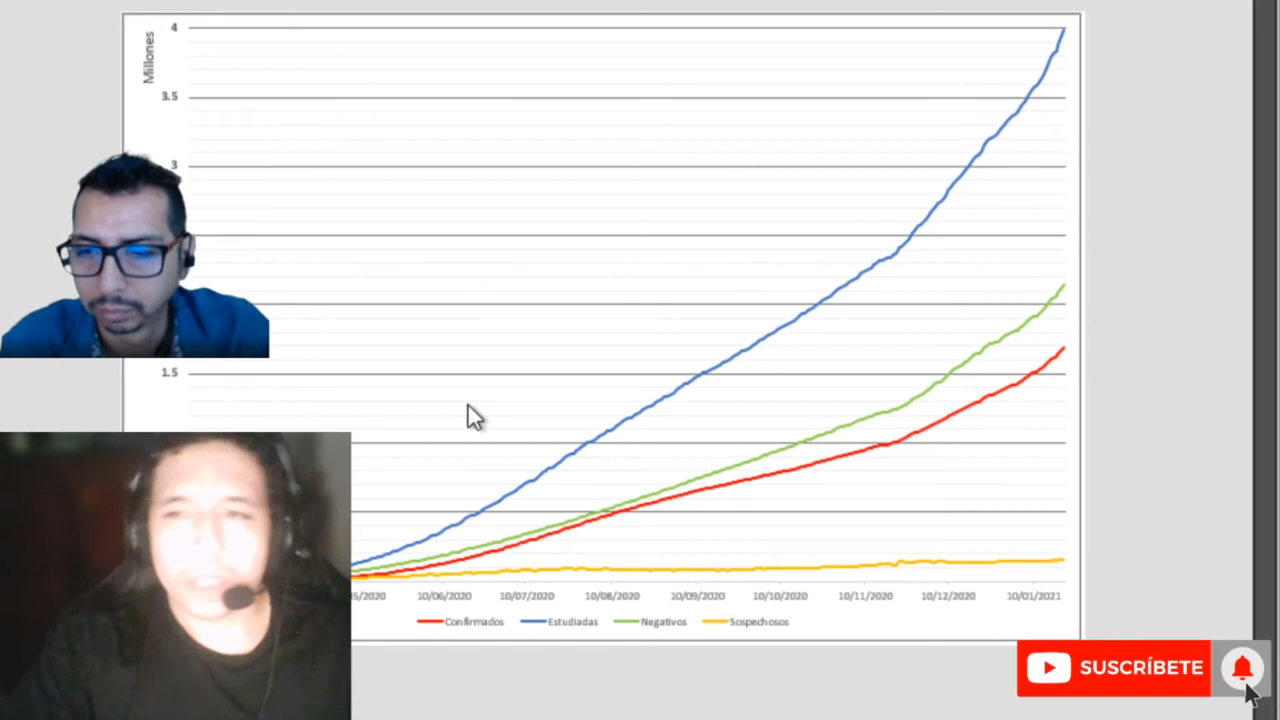 Millones
4
3.5
3
1.5
05/2020 10/06/2020 10/07/2020 10/08/2020 10/09/2020 10/10/2020 10/11/2020 10/12/2020 10/01/2021
Confirmados Estudiadas Negativos Sospechosos
SUSCRÍBETE